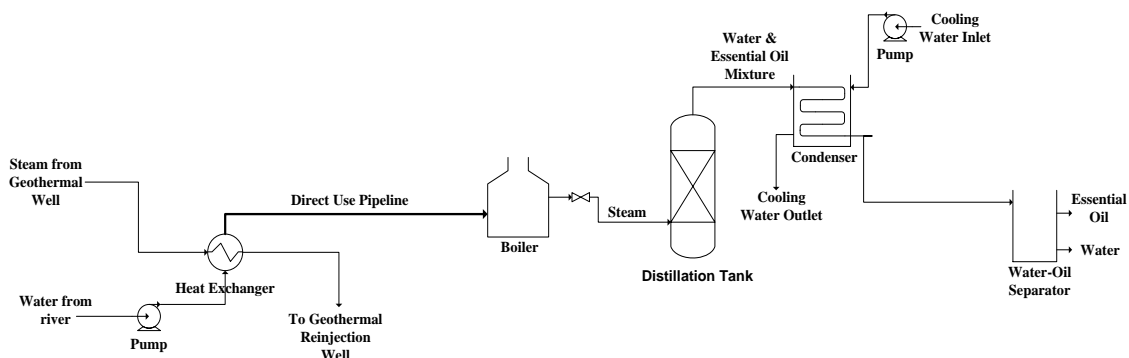 Steam from
Geothermal
Well
Water from
river
Pump
Heat Exchanger
To Geothermal
Reinjection
Well
Direct Use Pipeline
Boiler
Steam
Distillation Tank
Water &
Essential Oil
Mixture
Cooling
Water Inlet
Pump
Condenser
Cooling
Water Outlet
Essential
Oil
Water
Water-Oil
Separator